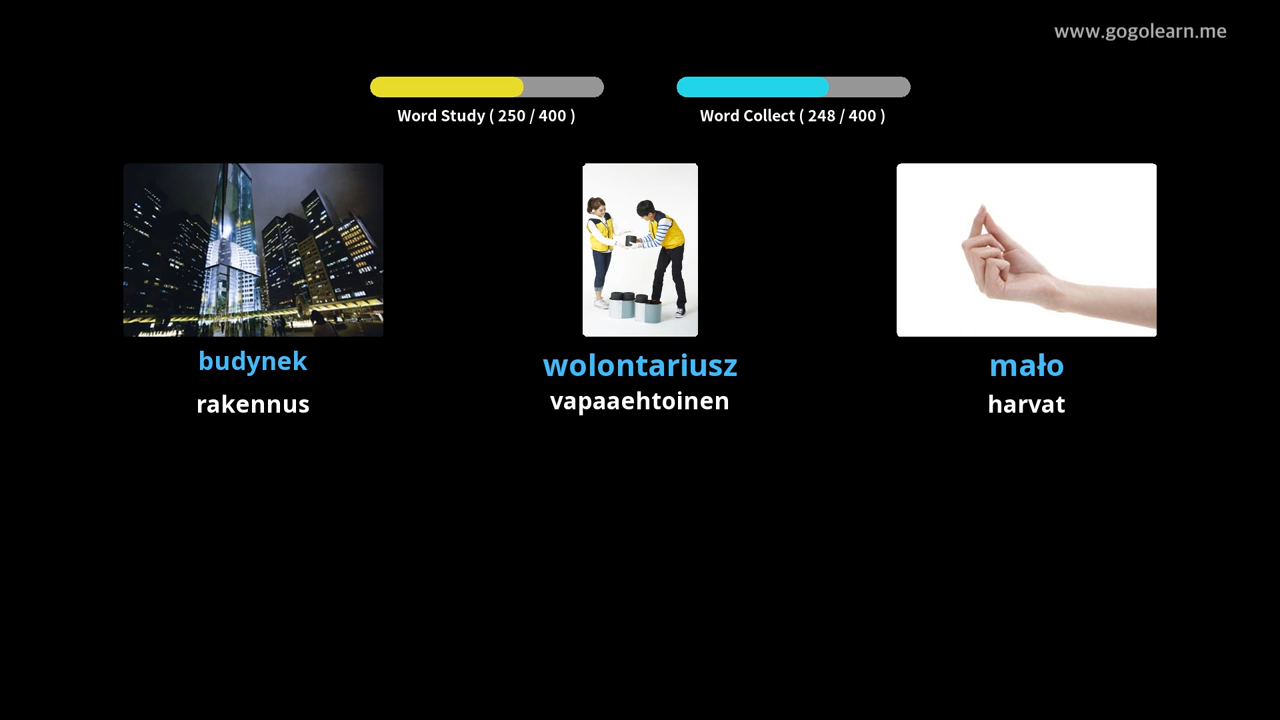 www.gogolearn.me
Word Study ( 250 / 400 )
Word Collect ( 248 / 400 )
budynek
rakennus
wolontariusz
vapaaehtoinen
mało
harvat